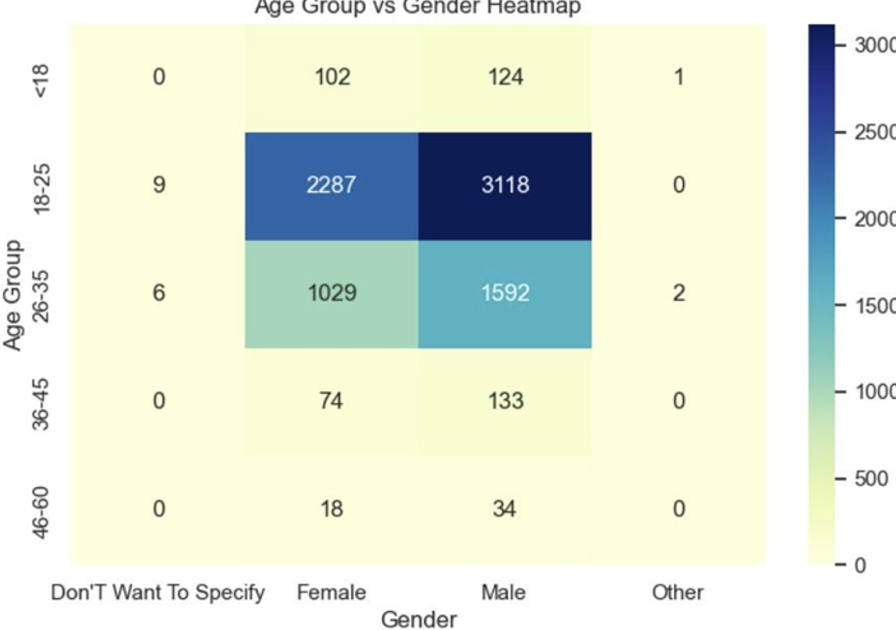 Age Group vs Gender Heatmap
<18 0 102 124 1
18-25 9 2287 3118 0
26-35 6 1029 1592 2
36-45 0 74 133 0
46-60 0 18 34 0
Age Group
Don'T Want To Specify Female Male Other
Gender
3000
2500
2000
1500
1000
500
0